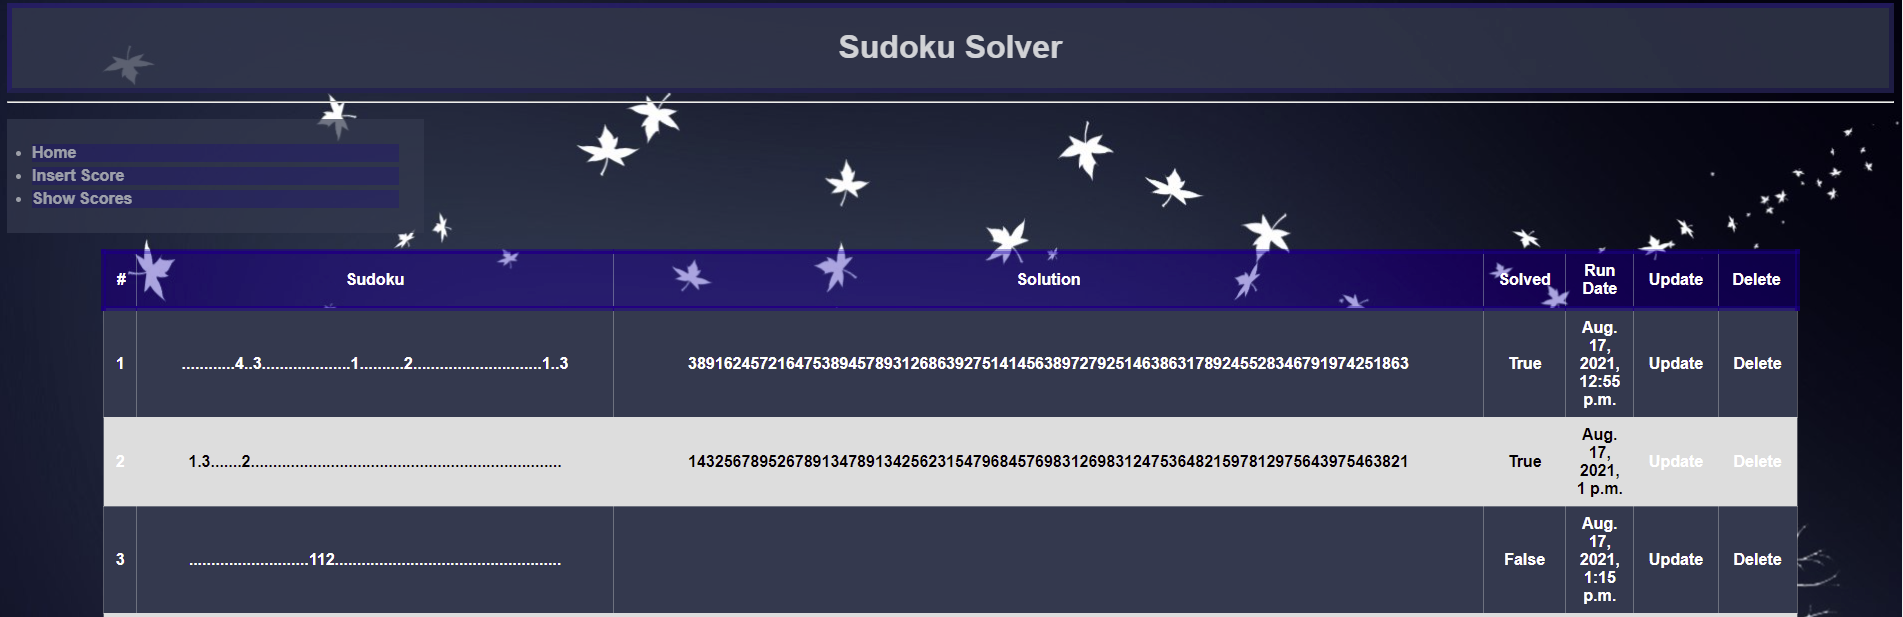 Sudoku Solver
Home
Insert Score
Show Scores
# Sudoku Solution Solved Run Date Update Delete
1 ............4..3....................1..........2.............................1..3 389162457216475389457893126863927514145638972792514638631789245528346791974251863 True Aug. 17, 2021, 12:55 p.m. Update Delete
2 1.3.......2...................................................................... 143256789526789134789134256231547968457698312698312475364821597812975643975463821 True Aug. 17, 2021, 1 p.m. Update Delete
3 ...........................112................................................... False Aug. 17, 2021, 1:15 p.m. Update Delete